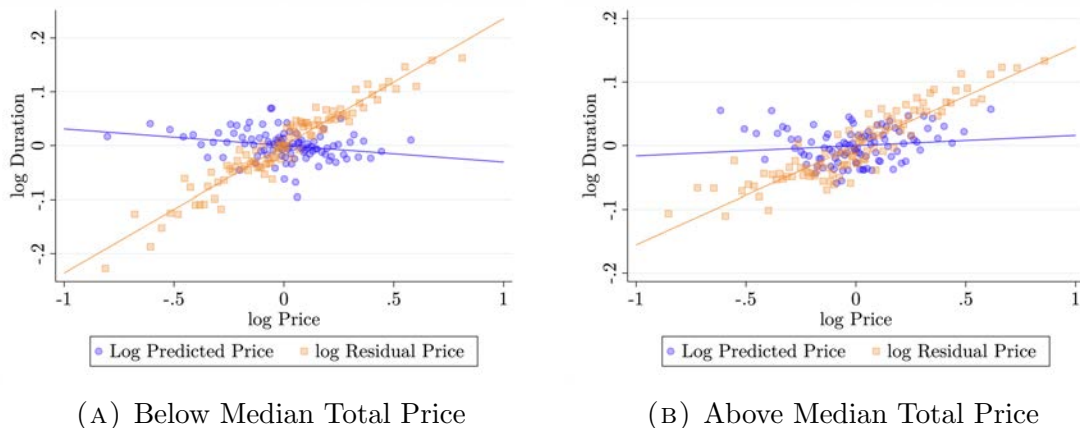 .2
.1
0
-.1
-.2
log Duration
-1
-.5
0
.5
1
log Price
Log Predicted Price
log Residual Price
(A) Below Median Total Price
.2
.1
0
-.1
-.2
log Duration
-1
-.5
0
.5
1
log Price
Log Predicted Price
log Residual Price
(B) Above Median Total Price